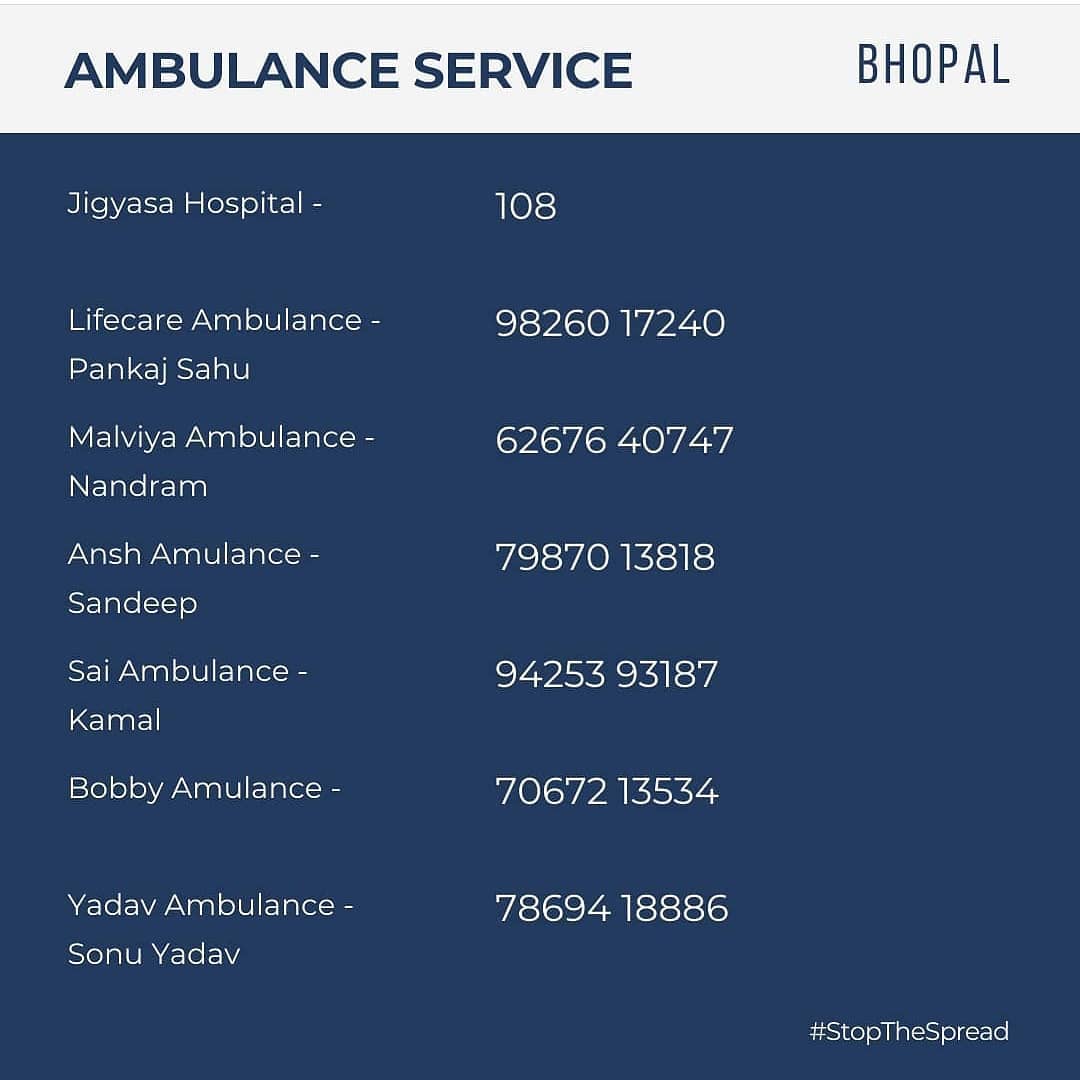 AMBULANCE SERVICE
BHOPAL
Jigyasa Hospital - 108
Lifecare Ambulance - 98260 17240
Pankaj Sahu
Malviya Ambulance - 62676 40747
Nandram
Ansh Amulance - 79870 13818
Sandeep
Sai Ambulance - 94253 93187
Kamal
Bobby Amulance - 70672 13534
Yadav Ambulance - 78694 18886
Sonu Yadav
#StopTheSpread